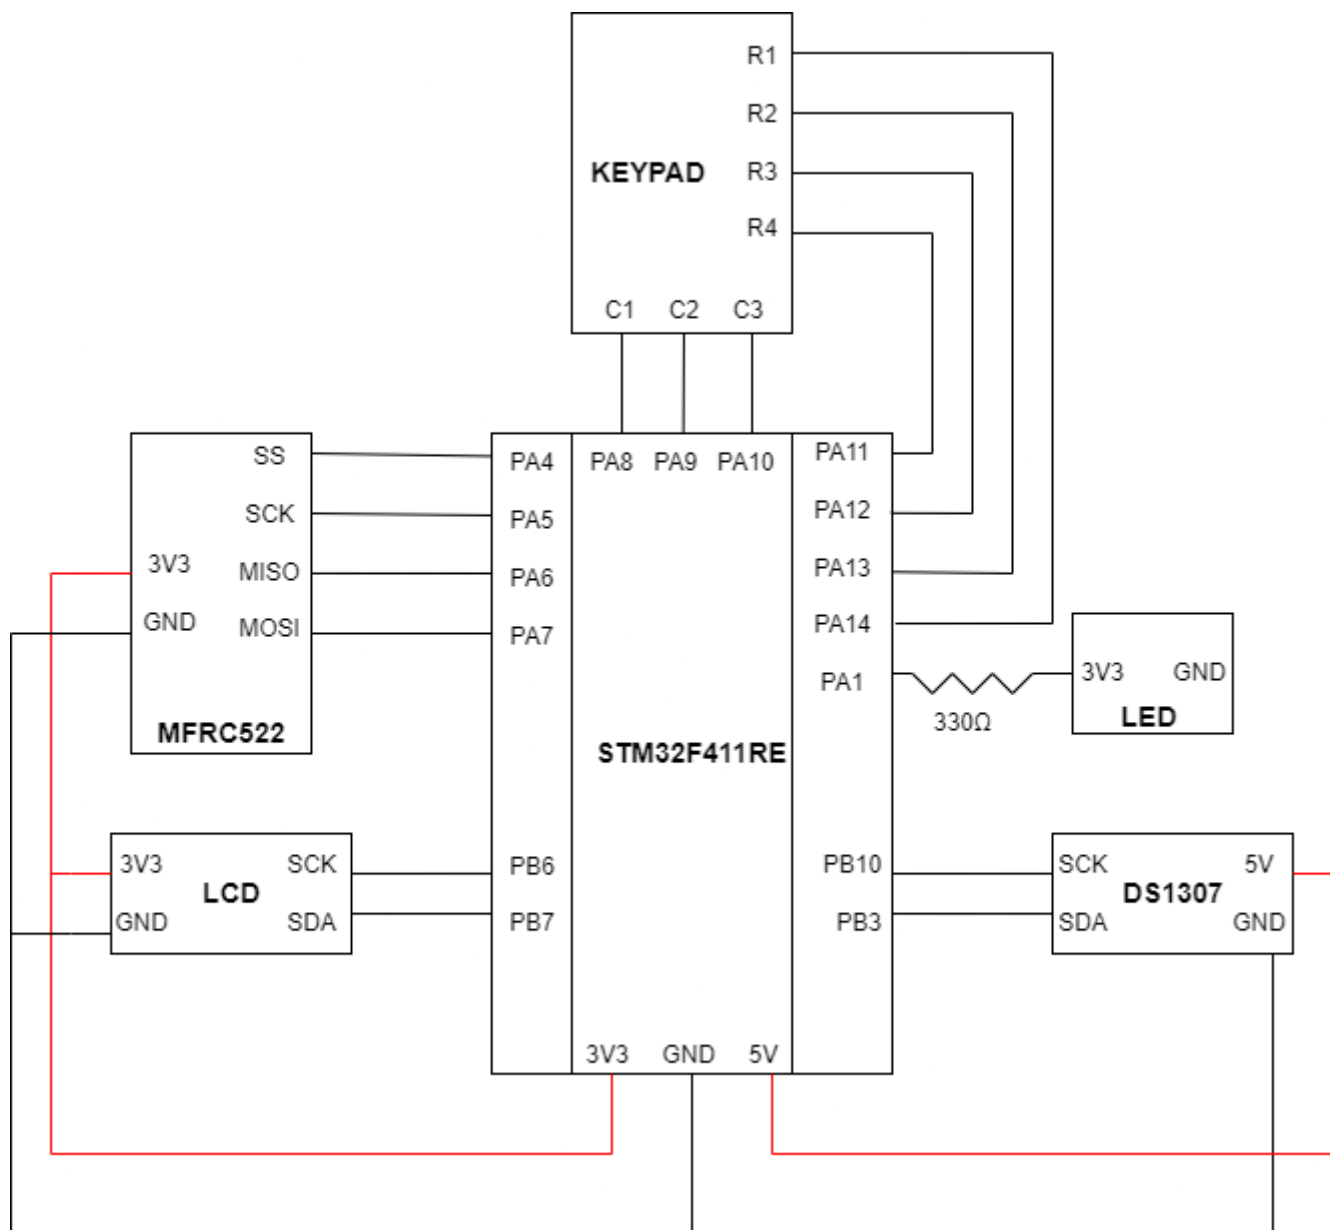 R1
R2
KEYPAD
R3
R4
C1 C2 C3
SS
SCK
3V3
MISO
GND
MOSI
MFRC522
PA4
PA5
PA6
PA7
PA8 PA9 PA10
PA11
PA12
PA13
PA14
PA1
330Ω
3V3 GND
LED
STM32F411RE
3V3 SCK
LCD
GND SDA
PB6
PB7
PB10
PB3
SCK 5V
DS1307
SDA GND
3V3 GND 5V